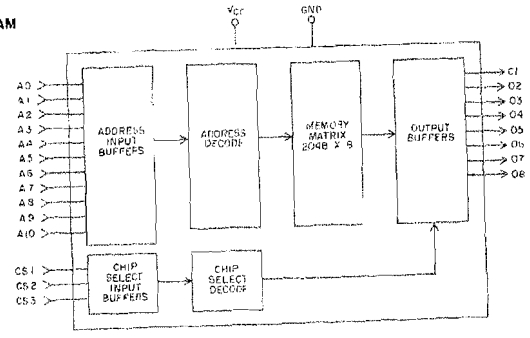 AM
Vcc
GND
A0
A1
A2
A3
A4
A5
A6
A7
A8
A9
A10
ADDRESS
INPUT
BUFFERS
ADDRESS
DECODE
MEMORY
MATRIX
2048 X 8
OUTPUT
BUFFERS
O1
O2
O3
O4
O5
O6
O7
O8
CS1
CS2
CS3
CHIP
SELECT
INPUT
BUFFERS
CHIP
SELECT
DECODE